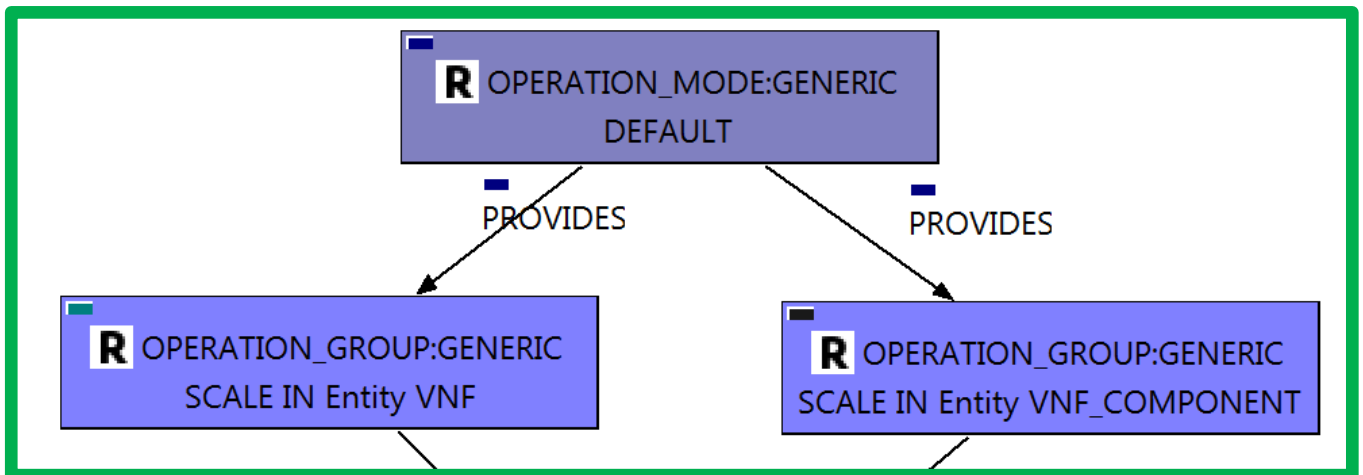 R OPERATION_MODE:GENERIC
DEFAULT
PROVIDES
PROVIDES
R OPERATION_GROUP:GENERIC
SCALE IN Entity VNF
R OPERATION_GROUP:GENERIC
SCALE IN Entity VNF_COMPONENT